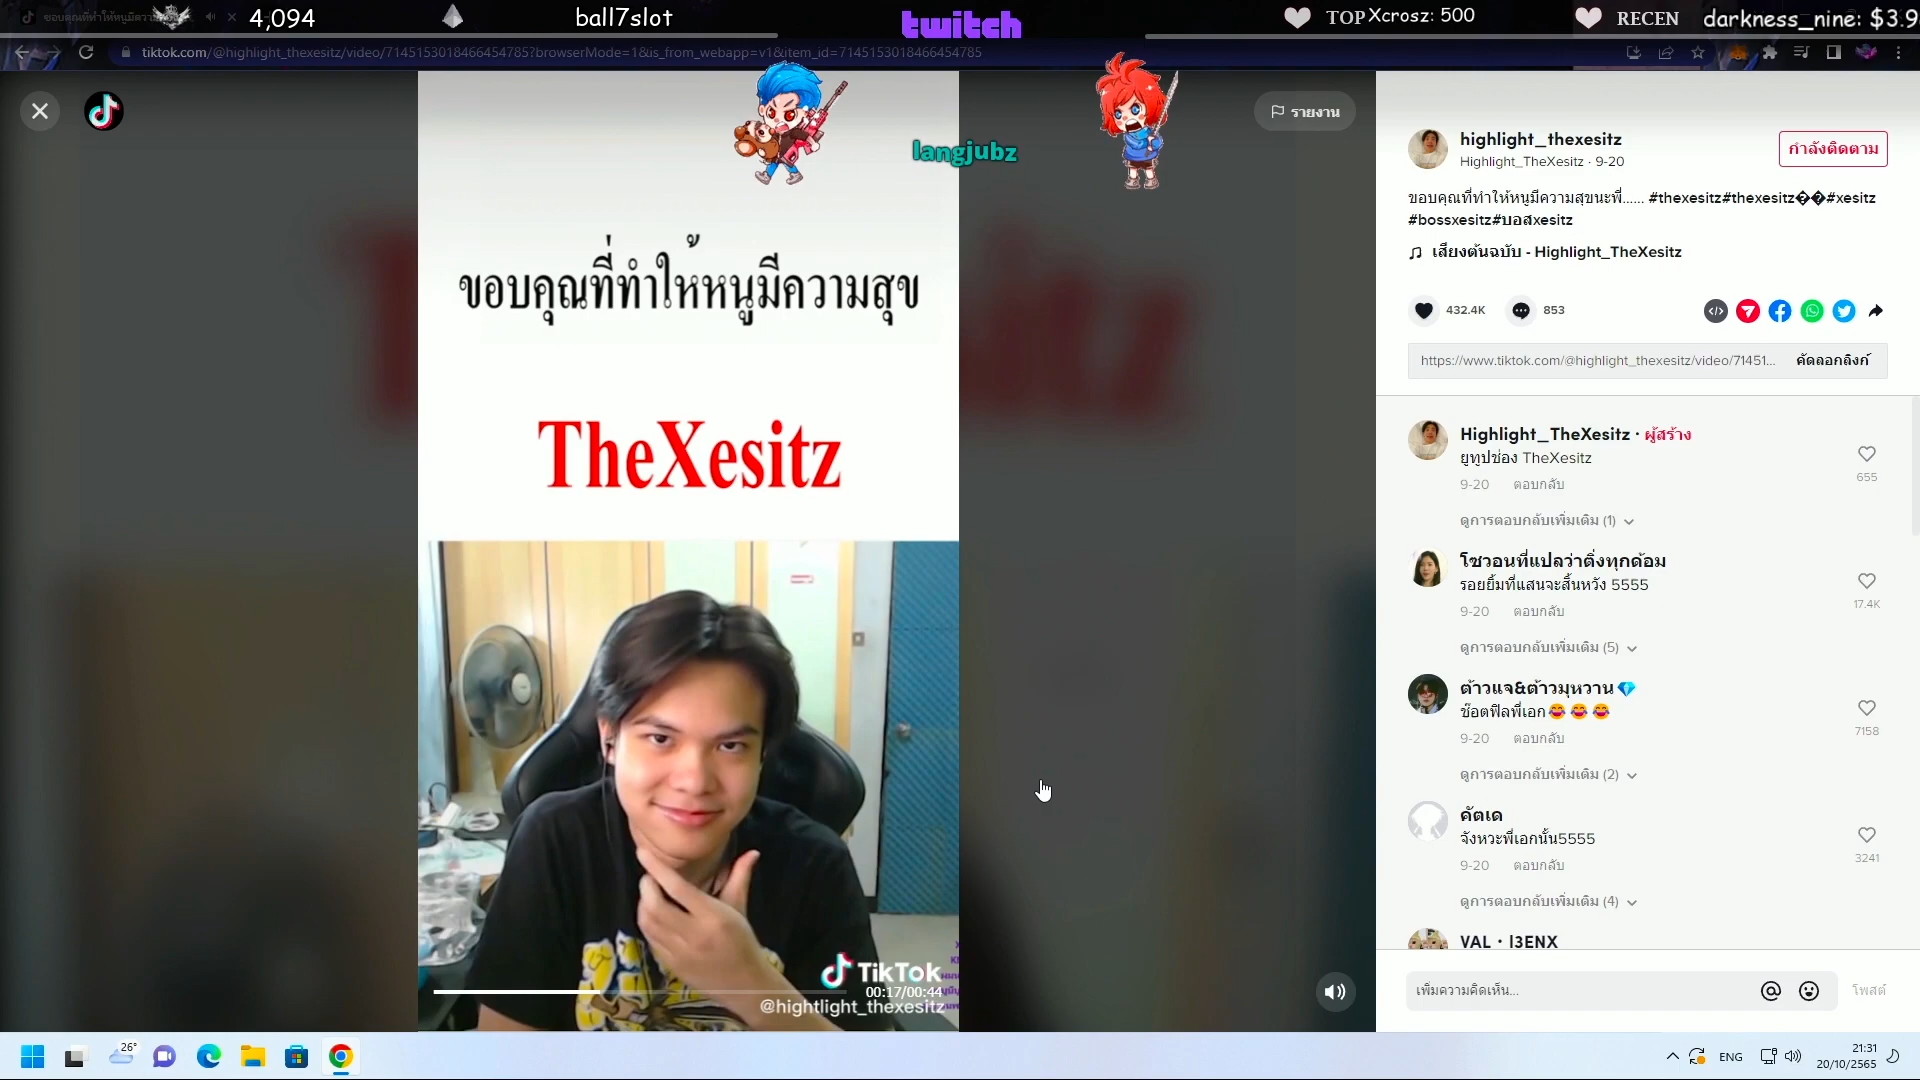 4,094
ball7slot
twitch
TOP Xcrosz: 500
RECEN
darkness_nine: $3.9
tiktok.com/@highlight_thexesitz/video/7145153018466454785?browserMode=1&is_from_webapp=v1&item_id=7145153018466454785
รายงาน
langjubz
ขอบคุณที่ทำให้หนูมีความสุข
TheXesitz
TikTok
00:17/00:44
@hightlight_thexesitz
highlight_thexesitz
Highlight_TheXesitz · 9-20
กำลังติดตาม
ขอบคุณที่ทำให้หนูมีความสุขนะพี่...... #thexesitz#thexesitz��#xesitz
#bossxesitz#บอสxesitz
เสียงต้นฉบับ - Highlight_TheXesitz
432.4K
853
https://www.tiktok.com/@highlight_thexesitz/video/71451...
คัดลอกลิงก์
Highlight_TheXesitz · ผู้สร้าง
ยูทูปช่อง TheXesitz
655
9-20 ตอบกลับ
ดูการตอบกลับเพิ่มเติม (1)
โซวอนที่แปลว่าติ่งทุกด้อม
รอยยิ้มที่แสนจะสิ้นหวัง 5555
17.4K
9-20 ตอบกลับ
ดูการตอบกลับเพิ่มเติม (5)
ต้าวแจ&ต้าวมุหวาน💎
ช๊อตฟิลพี่เอก😂😂😂
7158
9-20 ตอบกลับ
ดูการตอบกลับเพิ่มเติม (2)
คัตเด
จังหวะพี่เอกนั้น5555
3241
9-20 ตอบกลับ
ดูการตอบกลับเพิ่มเติม (4)
VAL · l3ENX
เพิ่มความคิดเห็น...
โพสต์
26°
ENG
21:31
20/10/2565